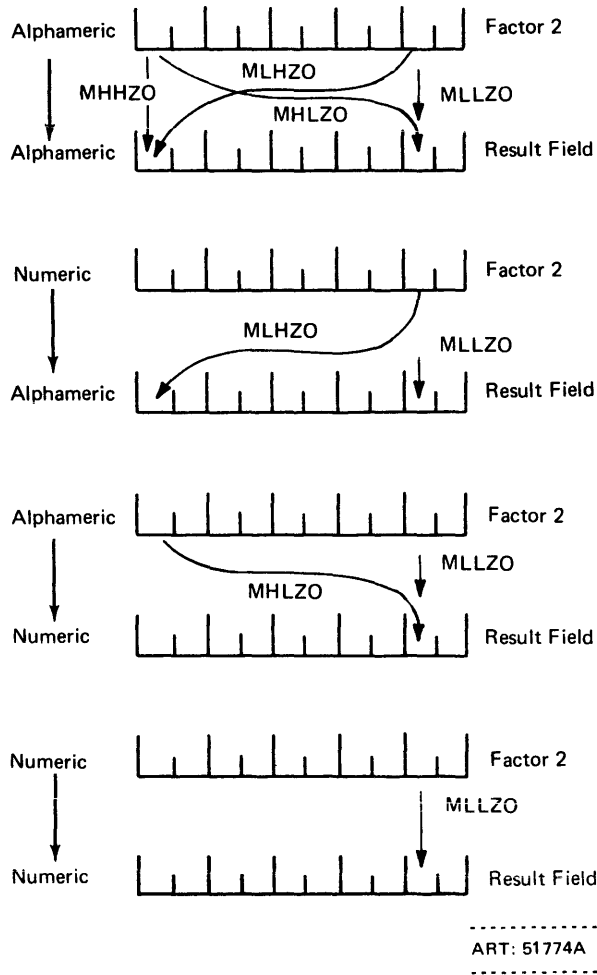 Alphameric Factor 2
MLHZO
MHHZO MLLZO
MHLZO
Alphameric Result Field
Numeric Factor 2
MLHZO
MLLZO
Alphameric Result Field
Alphameric Factor 2
MLLZO
MHLZO
Numeric Result Field
Numeric Factor 2
MLLZO
Numeric Result Field
ART: 51774A